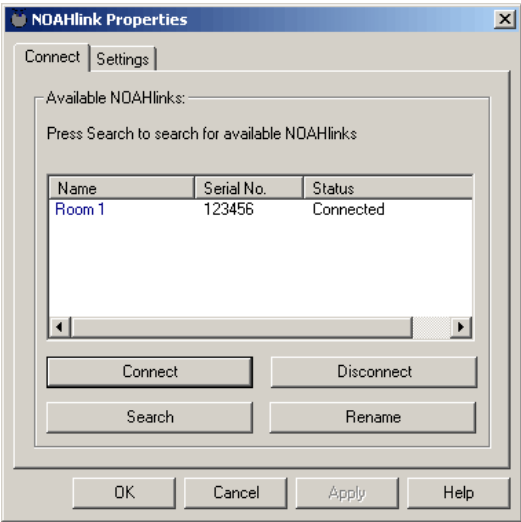 NOAHlink Properties
Connect Settings
Available NOAHlinks:
Press Search to search for available NOAHlinks
Name Serial No. Status
Room 1 123456 Connected
Connect Disconnect
Search Rename
OK Cancel Apply Help